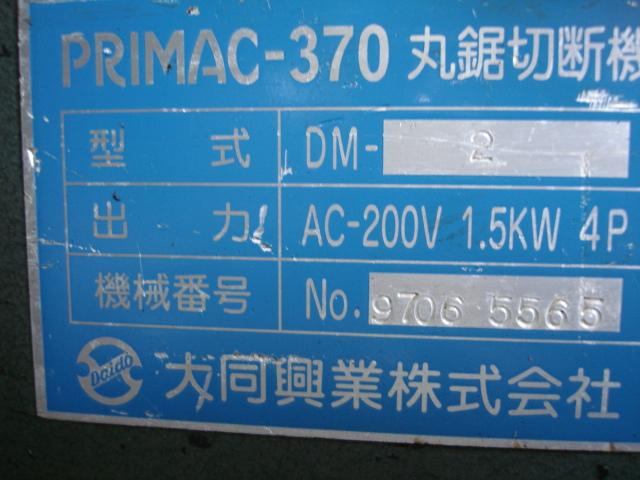 PRIMAC-370 丸鋸切断機
型式 DM-2
出力 AC-200V 1.5KW 4P
機械番号 No. 9706 5565
Daido 大同興業株式会社